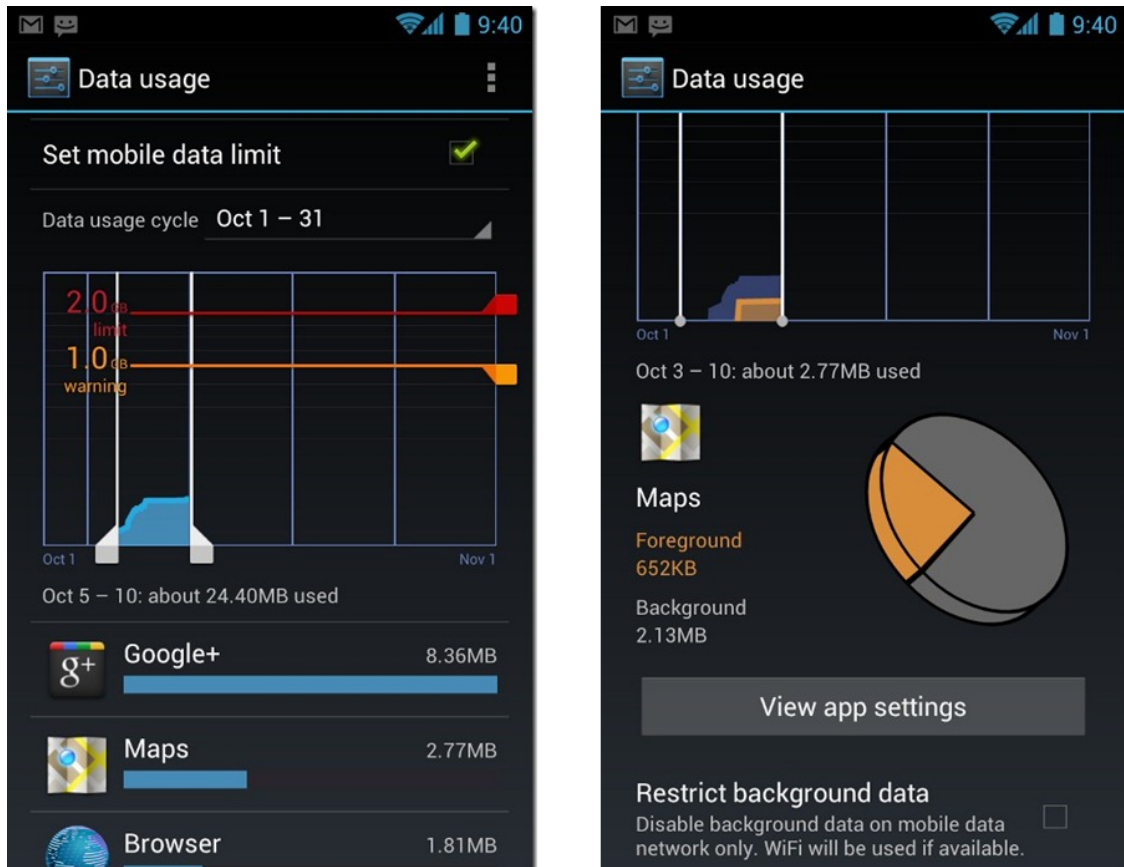 9:40
Data usage
Set mobile data limit
Data usage cycle Oct 1 – 31
2.0 GB
limit
1.0 GB
warning
Oct 1 Nov 1
Oct 5 – 10: about 24.40MB used
g+ Google+ 8.36MB
Maps 2.77MB
Browser 1.81MB
9:40
Data usage
Oct 1 Nov 1
Oct 3 – 10: about 2.77MB used
Maps
Foreground
652KB
Background
2.13MB
View app settings
Restrict background data
Disable background data on mobile data
network only. WiFi will be used if available.